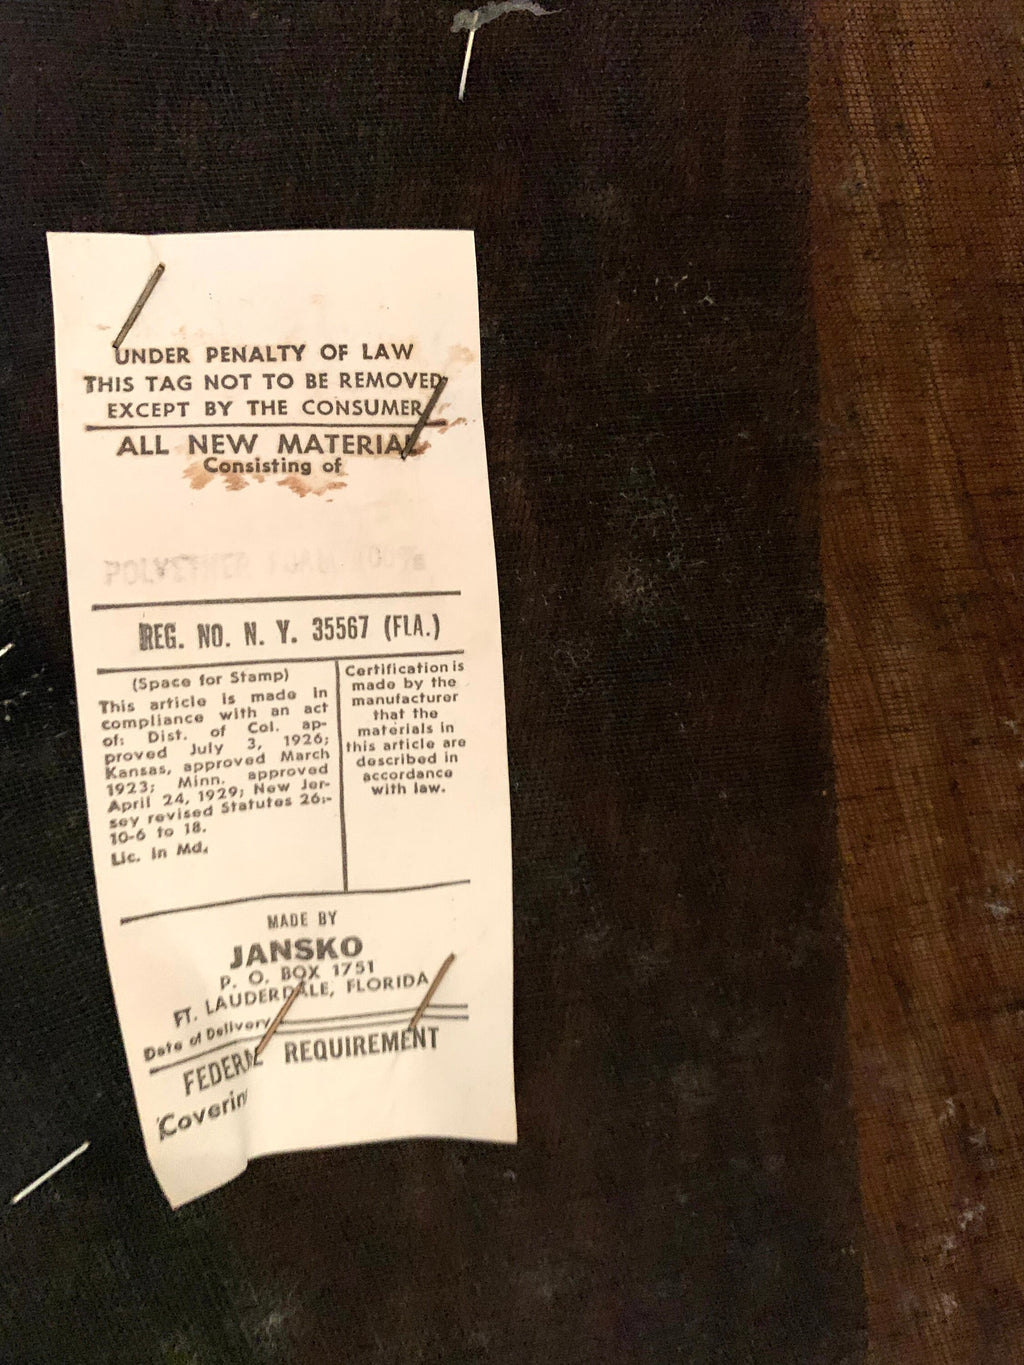 UNDER PENALTY OF LAW
THIS TAG NOT TO BE REMOVED
EXCEPT BY THE CONSUMER
ALL NEW MATERIAL
Consisting of
POLYETHER FOAM 100%
REG. NO. N. Y. 35567 (FLA.)
(Space for Stamp)
This article is made in
compliance with an act
of: Dist. of Col. ap-
proved July 3, 1926;
Kansas, approved March
1923; Minn. approved
April 24, 1929; New Jer-
sey revised Statutes 26:-
10-6 to 18.
Lic. in Md.
Certification is
made by the
manufacturer
that the
materials in
this article are
described in
accordance
with law.
MADE BY
JANSKO
P. O. BOX 1751
FT. LAUDERDALE, FLORIDA
Date of Delivery
FEDERAL REQUIREMENT
Covering